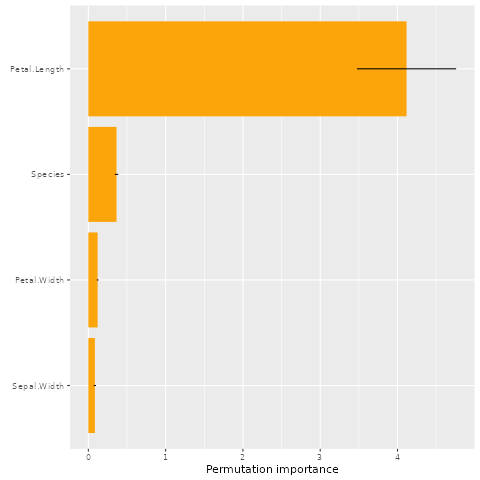 Petal.Length
Species
Petal.Width
Sepal.Width
0 1 2 3 4
Permutation importance